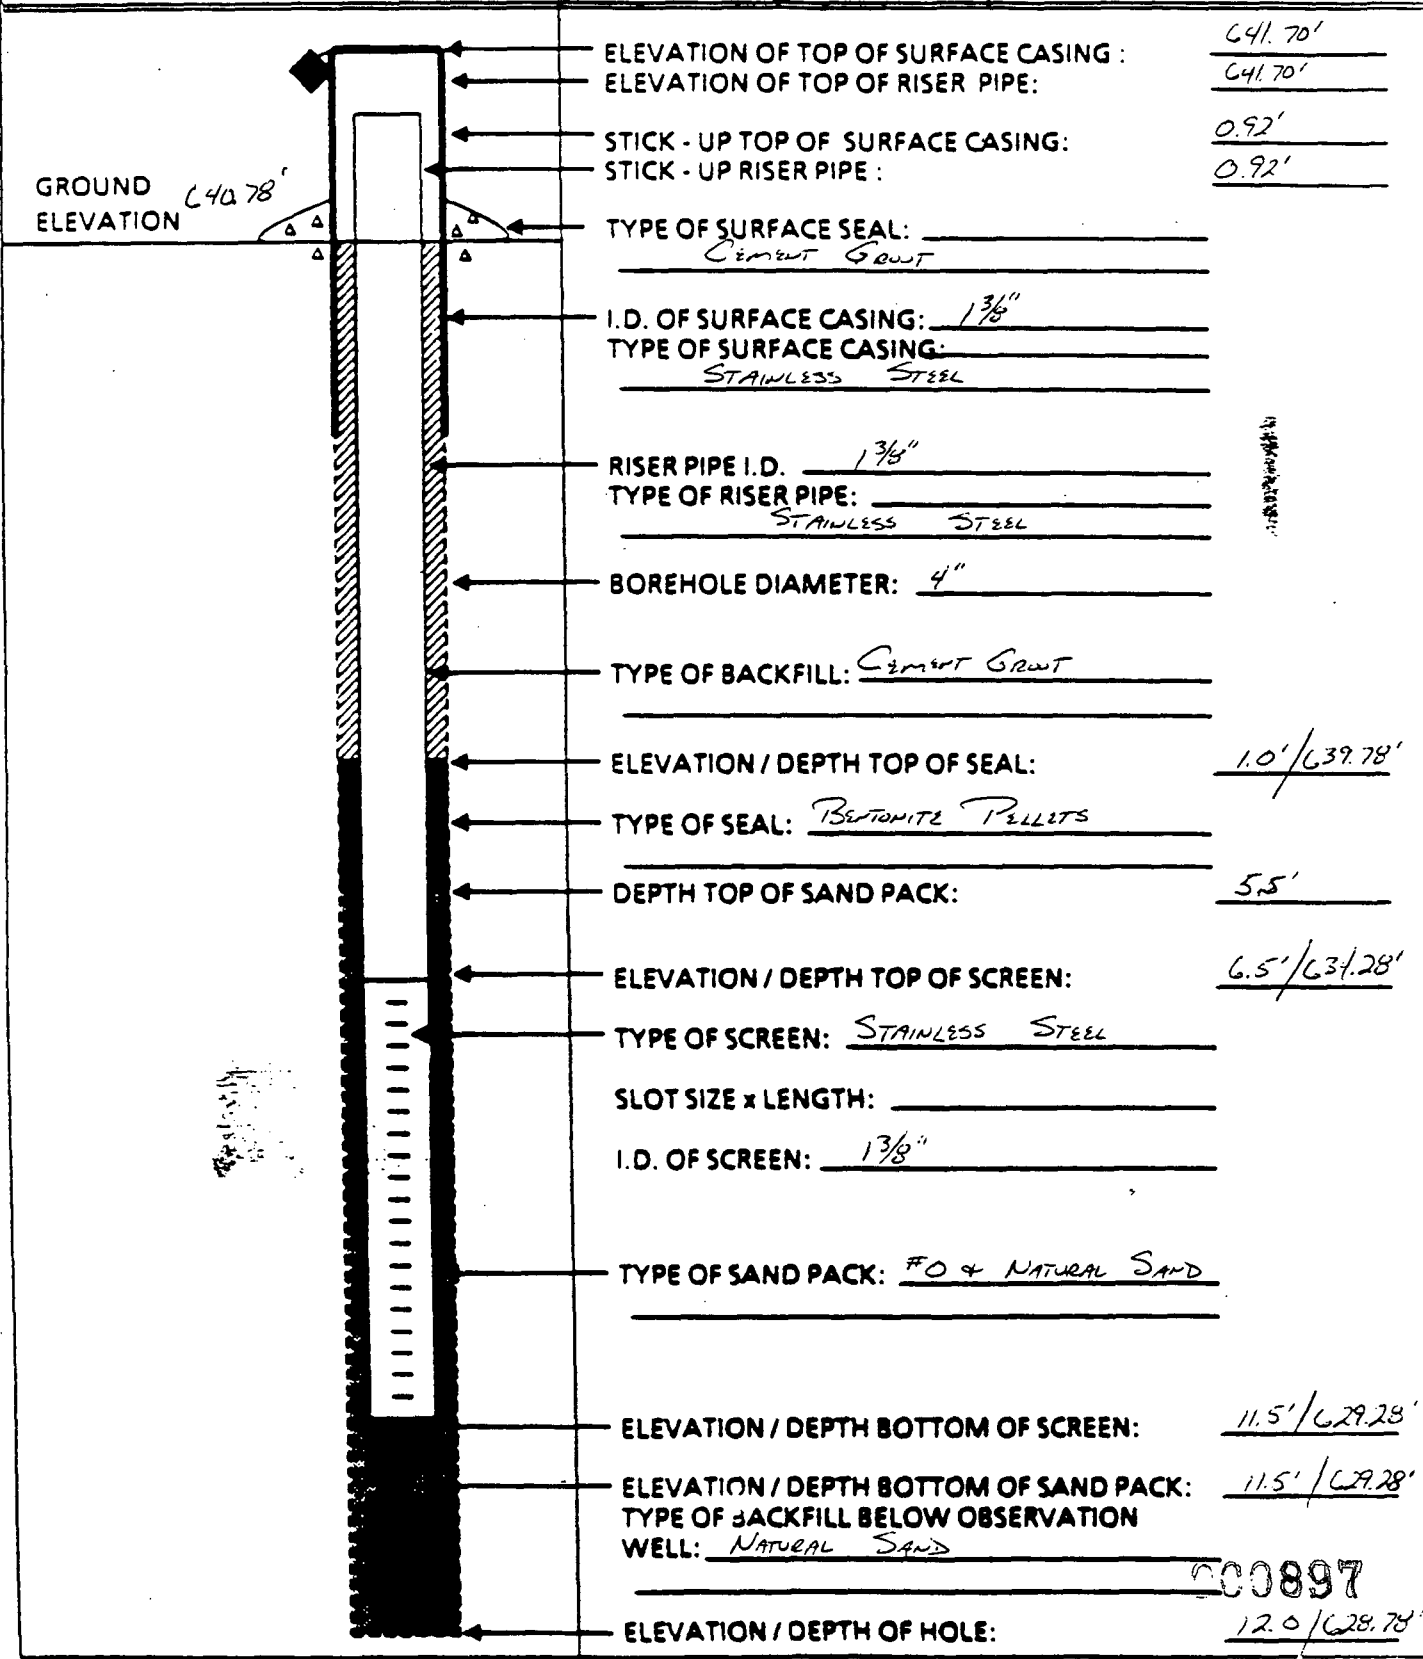 ELEVATION OF TOP OF SURFACE CASING : 641.70'
ELEVATION OF TOP OF RISER PIPE: 641.70'
STICK - UP TOP OF SURFACE CASING: 0.92'
STICK - UP RISER PIPE : 0.92'
GROUND ELEVATION 640.78'
TYPE OF SURFACE SEAL:
CEMENT GROUT
I.D. OF SURFACE CASING: 1 3/8"
TYPE OF SURFACE CASING:
STAINLESS STEEL
RISER PIPE I.D. 1 3/8"
TYPE OF RISER PIPE:
STAINLESS STEEL
BOREHOLE DIAMETER: 4"
TYPE OF BACKFILL: CEMENT GROUT
ELEVATION / DEPTH TOP OF SEAL: 1.0'/639.78'
TYPE OF SEAL: BENTONITE PELLETS
DEPTH TOP OF SAND PACK: 5.5'
ELEVATION / DEPTH TOP OF SCREEN: 6.5'/634.28'
TYPE OF SCREEN: STAINLESS STEEL
SLOT SIZE x LENGTH:
I.D. OF SCREEN: 1 3/8"
TYPE OF SAND PACK: #0 & NATURAL SAND
ELEVATION / DEPTH BOTTOM OF SCREEN: 11.5'/629.28'
ELEVATION / DEPTH BOTTOM OF SAND PACK: 11.5'/629.28'
TYPE OF BACKFILL BELOW OBSERVATION
WELL: NATURAL SAND
000897
ELEVATION / DEPTH OF HOLE: 12.0/628.78'